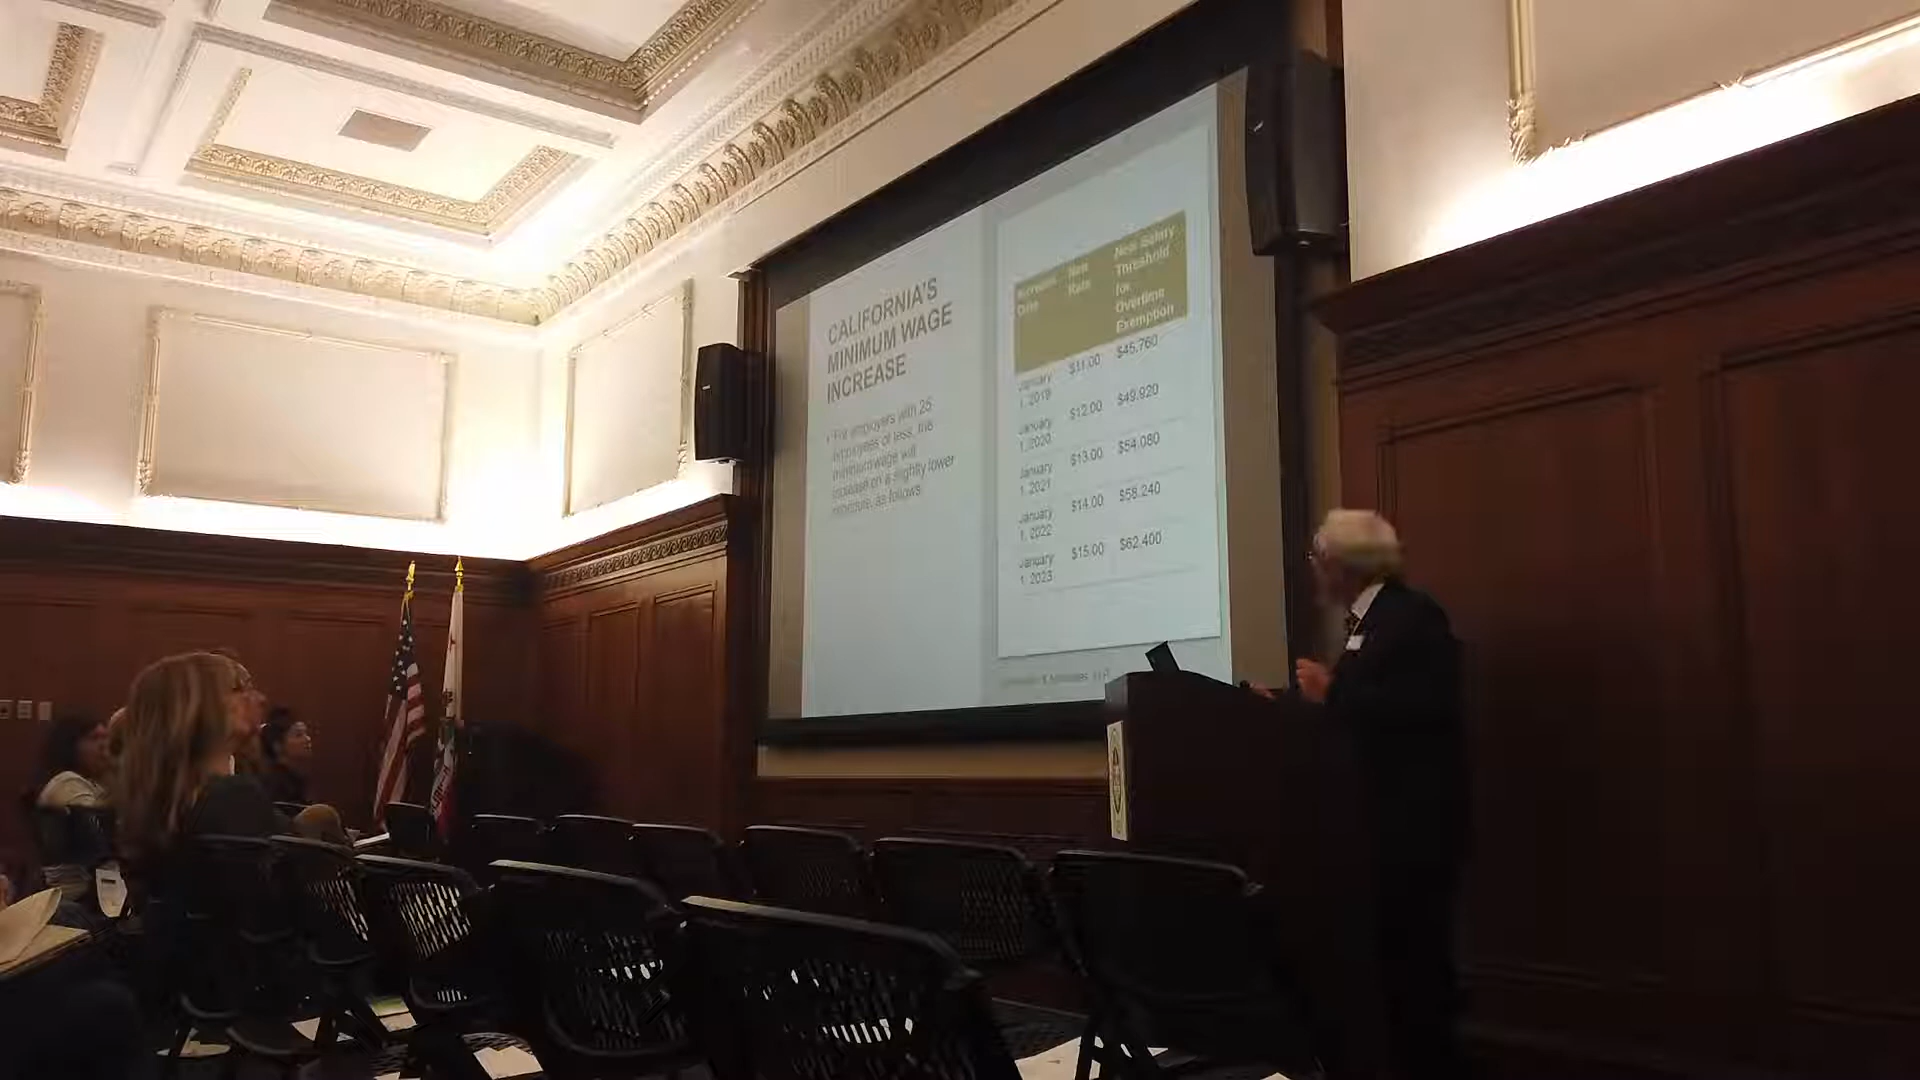 CALIFORNIA'S
MINIMUM WAGE
INCREASE
• For employers with 25
employees or less, the
minimum wage will
increase on a slightly lower
schedule, as follows
New Rate
New Salary
Threshold
for
Overtime
Exemption
January 1, 2019 $11.00 $45,760
January 1, 2020 $12.00 $49,920
January 1, 2021 $13.00 $54,080
January 1, 2022 $14.00 $58,240
January 1, 2023 $15.00 $62,400